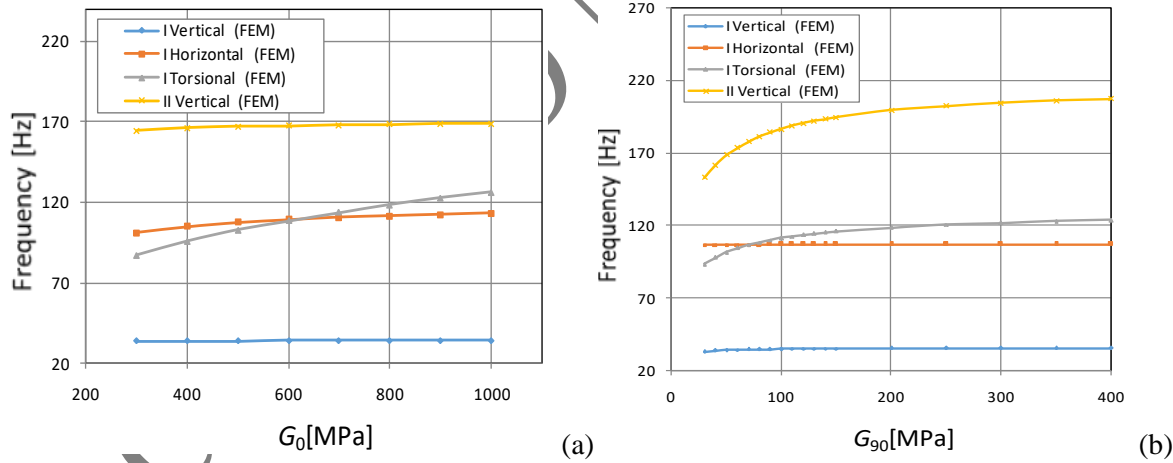 I Vertical (FEM)
I Horizontal (FEM)
I Torsional (FEM)
II Vertical (FEM)
220
170
120
70
20
200 400 600 800 1000
Frequency [Hz]
G0[MPa]
(a)
I Vertical (FEM)
I Horizontal (FEM)
I Torsional (FEM)
II Vertical (FEM)
270
220
170
120
70
20
0 100 200 300 400
Frequency [Hz]
G90[MPa]
(b)